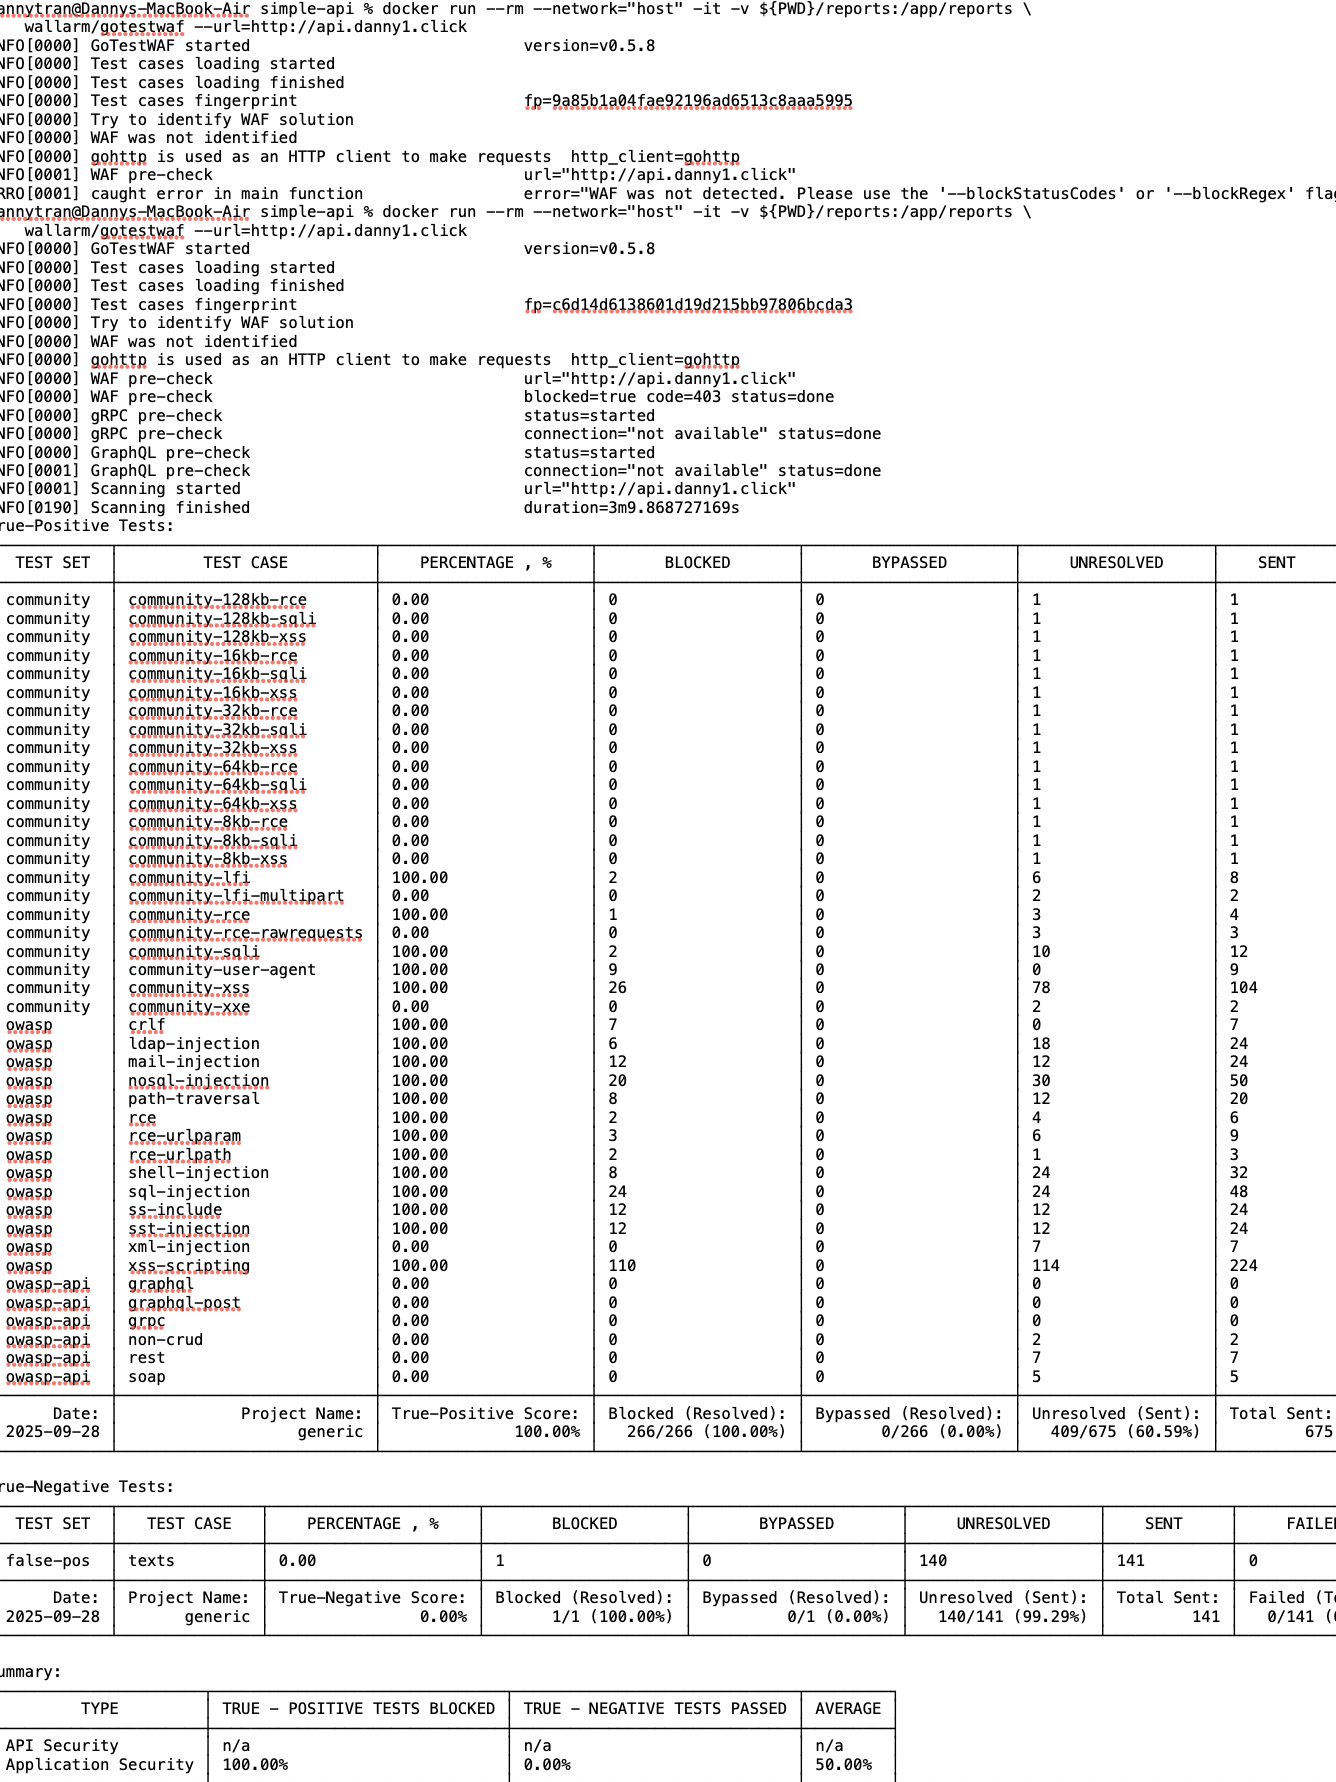 annytran@Dannys-MacBook-Air simple-api % docker run --rm --network="host" -it -v ${PWD}/reports:/app/reports \
wallarm/gotestwaf --url=http://api.danny1.click
NFO[0000] GoTestWAF started version=v0.5.8
NFO[0000] Test cases loading started
NFO[0000] Test cases loading finished
NFO[0000] Test cases fingerprint fp=9a85b1a04fae92196ad6513c8aaa5995
NFO[0000] Try to identify WAF solution
NFO[0000] WAF was not identified
NFO[0000] gohttp is used as an HTTP client to make requests http_client=gohttp
NFO[0001] WAF pre-check url="http://api.danny1.click"
RRO[0001] caught error in main function error="WAF was not detected. Please use the '--blockStatusCodes' or '--blockRegex' flag
annytran@Dannys-MacBook-Air simple-api % docker run --rm --network="host" -it -v ${PWD}/reports:/app/reports \
wallarm/gotestwaf --url=http://api.danny1.click
NFO[0000] GoTestWAF started version=v0.5.8
NFO[0000] Test cases loading started
NFO[0000] Test cases loading finished
NFO[0000] Test cases fingerprint fp=c6d14d6138601d19d215bb97806bcda3
NFO[0000] Try to identify WAF solution
NFO[0000] WAF was not identified
NFO[0000] gohttp is used as an HTTP client to make requests http_client=gohttp
NFO[0000] WAF pre-check url="http://api.danny1.click"
NFO[0000] WAF pre-check blocked=true code=403 status=done
NFO[0000] gRPC pre-check status=started
NFO[0000] gRPC pre-check connection="not available" status=done
NFO[0000] GraphQL pre-check status=started
NFO[0001] GraphQL pre-check connection="not available" status=done
NFO[0001] Scanning started url="http://api.danny1.click"
NFO[0190] Scanning finished duration=3m9.868727169s
rue-Positive Tests:
TEST SET TEST CASE PERCENTAGE , % BLOCKED BYPASSED UNRESOLVED SENT
community community-128kb-rce 0.00 0 0 1 1
community community-128kb-sqli 0.00 0 0 1 1
community community-128kb-xss 0.00 0 0 1 1
community community-16kb-rce 0.00 0 0 1 1
community community-16kb-sqli 0.00 0 0 1 1
community community-16kb-xss 0.00 0 0 1 1
community community-32kb-rce 0.00 0 0 1 1
community community-32kb-sqli 0.00 0 0 1 1
community community-32kb-xss 0.00 0 0 1 1
community community-64kb-rce 0.00 0 0 1 1
community community-64kb-sqli 0.00 0 0 1 1
community community-64kb-xss 0.00 0 0 1 1
community community-8kb-rce 0.00 0 0 1 1
community community-8kb-sqli 0.00 0 0 1 1
community community-8kb-xss 0.00 0 0 1 1
community community-lfi 100.00 2 0 6 8
community community-lfi-multipart 0.00 0 0 2 2
community community-rce 100.00 1 0 3 4
community community-rce-rawrequests 0.00 0 0 3 3
community community-sqli 100.00 2 0 10 12
community community-user-agent 100.00 9 0 0 9
community community-xss 100.00 26 0 78 104
community community-xxe 0.00 0 0 2 2
owasp crlf 100.00 7 0 0 7
owasp ldap-injection 100.00 6 0 18 24
owasp mail-injection 100.00 12 0 12 24
owasp nosql-injection 100.00 20 0 30 50
owasp path-traversal 100.00 8 0 12 20
owasp rce 100.00 2 0 4 6
owasp rce-urlparam 100.00 3 0 6 9
owasp rce-urlpath 100.00 2 0 1 3
owasp shell-injection 100.00 8 0 24 32
owasp sql-injection 100.00 24 0 24 48
owasp ss-include 100.00 12 0 12 24
owasp sst-injection 100.00 12 0 12 24
owasp xml-injection 0.00 0 0 7 7
owasp xss-scripting 100.00 110 0 114 224
owasp-api graphql 0.00 0 0 0 0
owasp-api graphql-post 0.00 0 0 0 0
owasp-api grpc 0.00 0 0 0 0
owasp-api non-crud 0.00 0 0 2 2
owasp-api rest 0.00 0 0 7 7
owasp-api soap 0.00 0 0 5 5
Date: Project Name: True-Positive Score: Blocked (Resolved): Bypassed (Resolved): Unresolved (Sent): Total Sent:
2025-09-28 generic 100.00% 266/266 (100.00%) 0/266 (0.00%) 409/675 (60.59%) 675
rue-Negative Tests:
TEST SET TEST CASE PERCENTAGE , % BLOCKED BYPASSED UNRESOLVED SENT FAILE
false-pos texts 0.00 1 0 140 141 0
Date: Project Name: True-Negative Score: Blocked (Resolved): Bypassed (Resolved): Unresolved (Sent): Total Sent: Failed (T
2025-09-28 generic 0.00% 1/1 (100.00%) 0/1 (0.00%) 140/141 (99.29%) 141 0/141 (
ummary:
TYPE TRUE - POSITIVE TESTS BLOCKED TRUE - NEGATIVE TESTS PASSED AVERAGE
API Security n/a n/a n/a
Application Security 100.00% 0.00% 50.00%